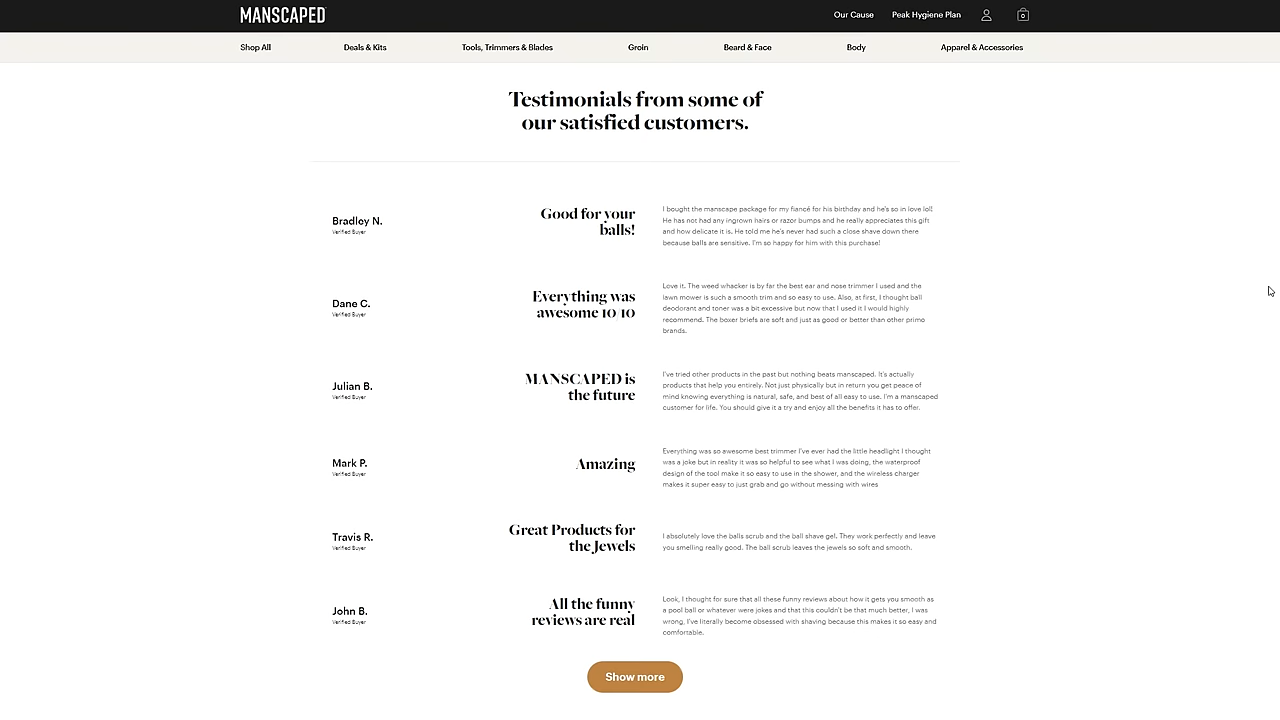 MANSCAPED
Our Cause
Peak Hygiene Plan
0
Shop All
Deals & Kits
Tools, Trimmers & Blades
Groin
Beard & Face
Body
Apparel & Accessories
Testimonials from some of
our satisfied customers.
Bradley N.
Verified Buyer
Good for your
balls!
I bought the manscape package for my fiancé for his birthday and he's so in love lol!
He has not had any ingrown hairs or razor bumps and he really appreciates this gift
and how delicate it is. He told me he's never had such a close shave down there
because balls are sensitive. I'm so happy for him with this purchase!
Dane C.
Verified Buyer
Everything was
awesome 10/10
Love it. The weed whacker is by far the best ear and nose trimmer I used and the
lawn mower is such a smooth trim and so easy to use. Also, at first, I thought ball
deodorant and toner was a bit excessive but now that I used it I would highly
recommend. The boxer briefs are soft and just as good or better than other primo
brands.
Julian B.
Verified Buyer
MANSCAPED is
the future
I've tried other products in the past but nothing beats manscaped. It's actually
products that help you entirely. Not just physically but in return you get peace of
mind knowing everything is natural, safe, and best of all easy to use. I'm a manscaped
customer for life. You should give it a try and enjoy all the benefits it has to offer.
Mark P.
Verified Buyer
Amazing
Everything was so awesome best trimmer I've ever had the little headlight I thought
was a joke but in reality it was so helpful to see what I was doing, the waterproof
design of the tool make it so easy to use in the shower, and the wireless charger
makes it super easy to just grab and go without messing with wires
Travis R.
Verified Buyer
Great Products for
the Jewels
I absolutely love the balls scrub and the ball shave gel. They work perfectly and leave
you smelling really good. The ball scrub leaves the jewels so soft and smooth.
John B.
Verified Buyer
All the funny
reviews are real
Look, I thought for sure that all these funny reviews about how it gets you smooth as
a pool ball or whatever were jokes and that this couldn't be that much better, I was
wrong, I've literally become obsessed with shaving because this makes it so easy and
comfortable.
Show more